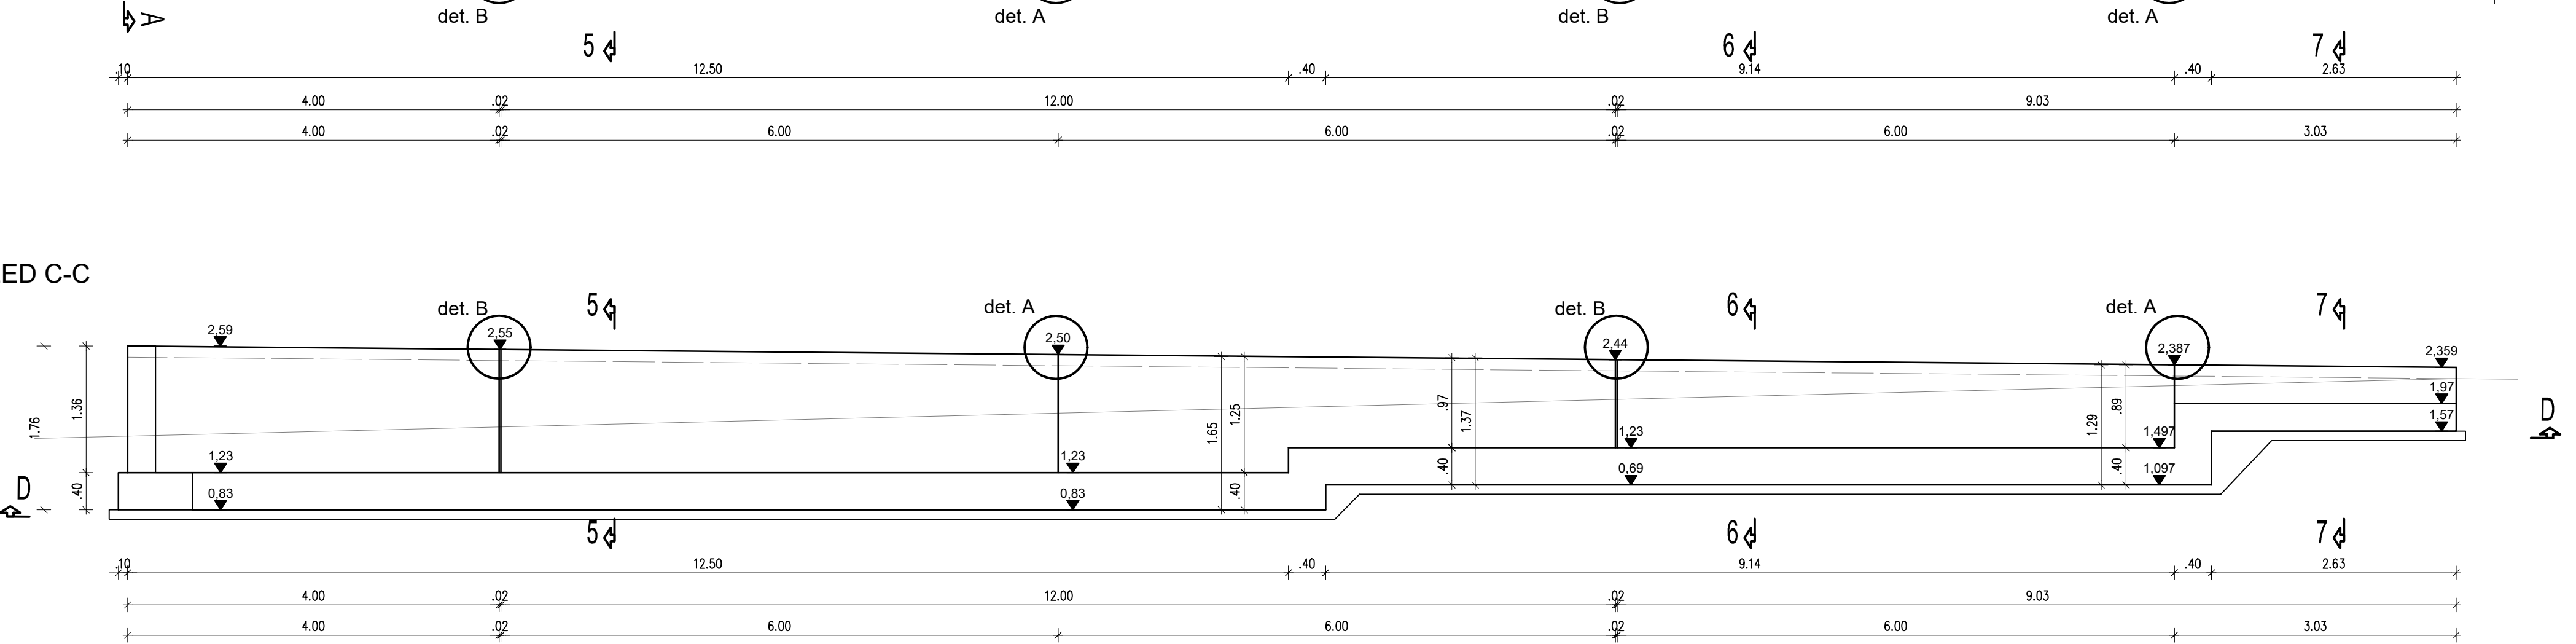 A
det. B det. A det. B det. A
5 6 7
.10 12.50 .40 9.14 .40 2.63
4.00 .02 12.00 .02 9.03
4.00 .02 6.00 6.00 .02 6.00 3.03
ED C-C
det. B 5 det. A det. B 6 det. A 7
2,59 2,55 2,50 2,44 2,387 2,359
1.76 1.36 1.65 1.25 .97 1.37 1.29 .89 1,97
1,57
D
1,23 1,23 1,23 1,497
D .40 0,83 0,83 .40 .40 0,69 .40 1,097
5 6 7
.10 12.50 .40 9.14 .40 2.63
4.00 .02 12.00 .02 9.03
4.00 .02 6.00 6.00 .02 6.00 3.03